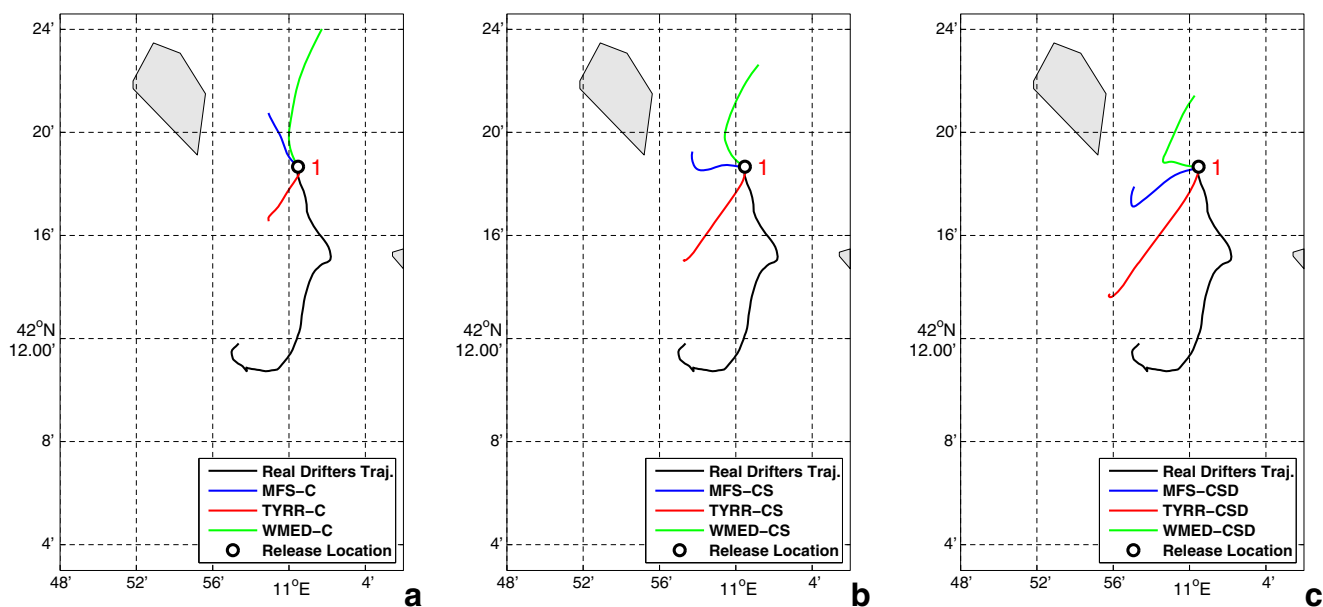 24’
20’
16’
42°N
12.00’
8’
4’
48’
52’
56’
11°E
4’
1
Real Drifters Traj.
MFS−C
TYRR−C
WMED−C
Release Location
a
24’
20’
16’
42°N
12.00’
8’
4’
48’
52’
56’
11°E
4’
1
Real Drifters Traj.
MFS−CS
TYRR−CS
WMED−CS
Release Location
b
24’
20’
16’
42°N
12.00’
8’
4’
48’
52’
56’
11°E
4’
1
Real Drifters Traj.
MFS−CSD
TYRR−CSD
WMED−CSD
Release Location
c